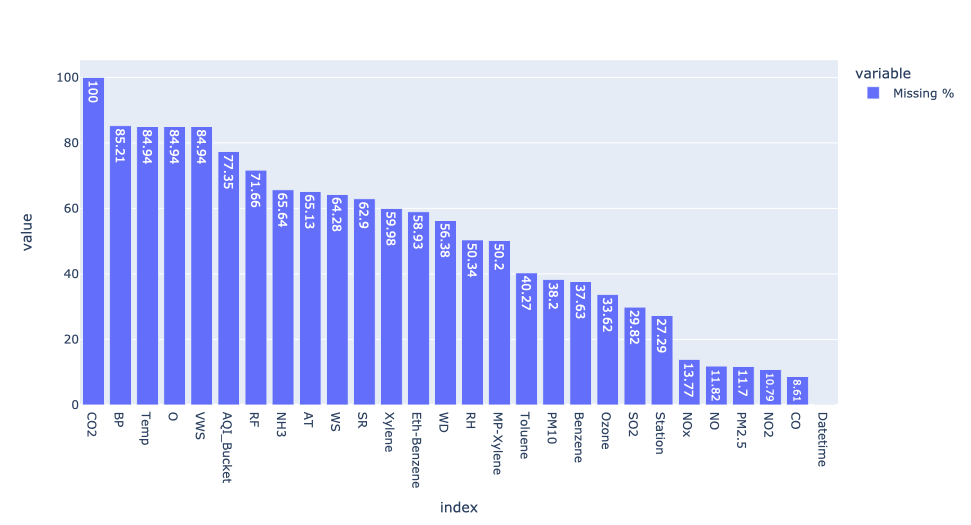 variable
Missing %
value
100
80
60
40
20
0
100
85.21
84.94
84.94
84.94
77.35
71.66
65.64
65.13
64.28
62.9
59.98
58.93
56.38
50.34
50.2
40.27
38.2
37.63
33.62
29.82
27.29
13.77
11.82
11.7
10.79
8.61
CO2
BP
Temp
O
VWS
AQI_Bucket
RF
NH3
AT
WS
SR
Xylene
Eth-Benzene
WD
RH
MP-Xylene
Toluene
PM10
Benzene
Ozone
SO2
Station
NOx
NO
PM2.5
NO2
CO
Datetime
index